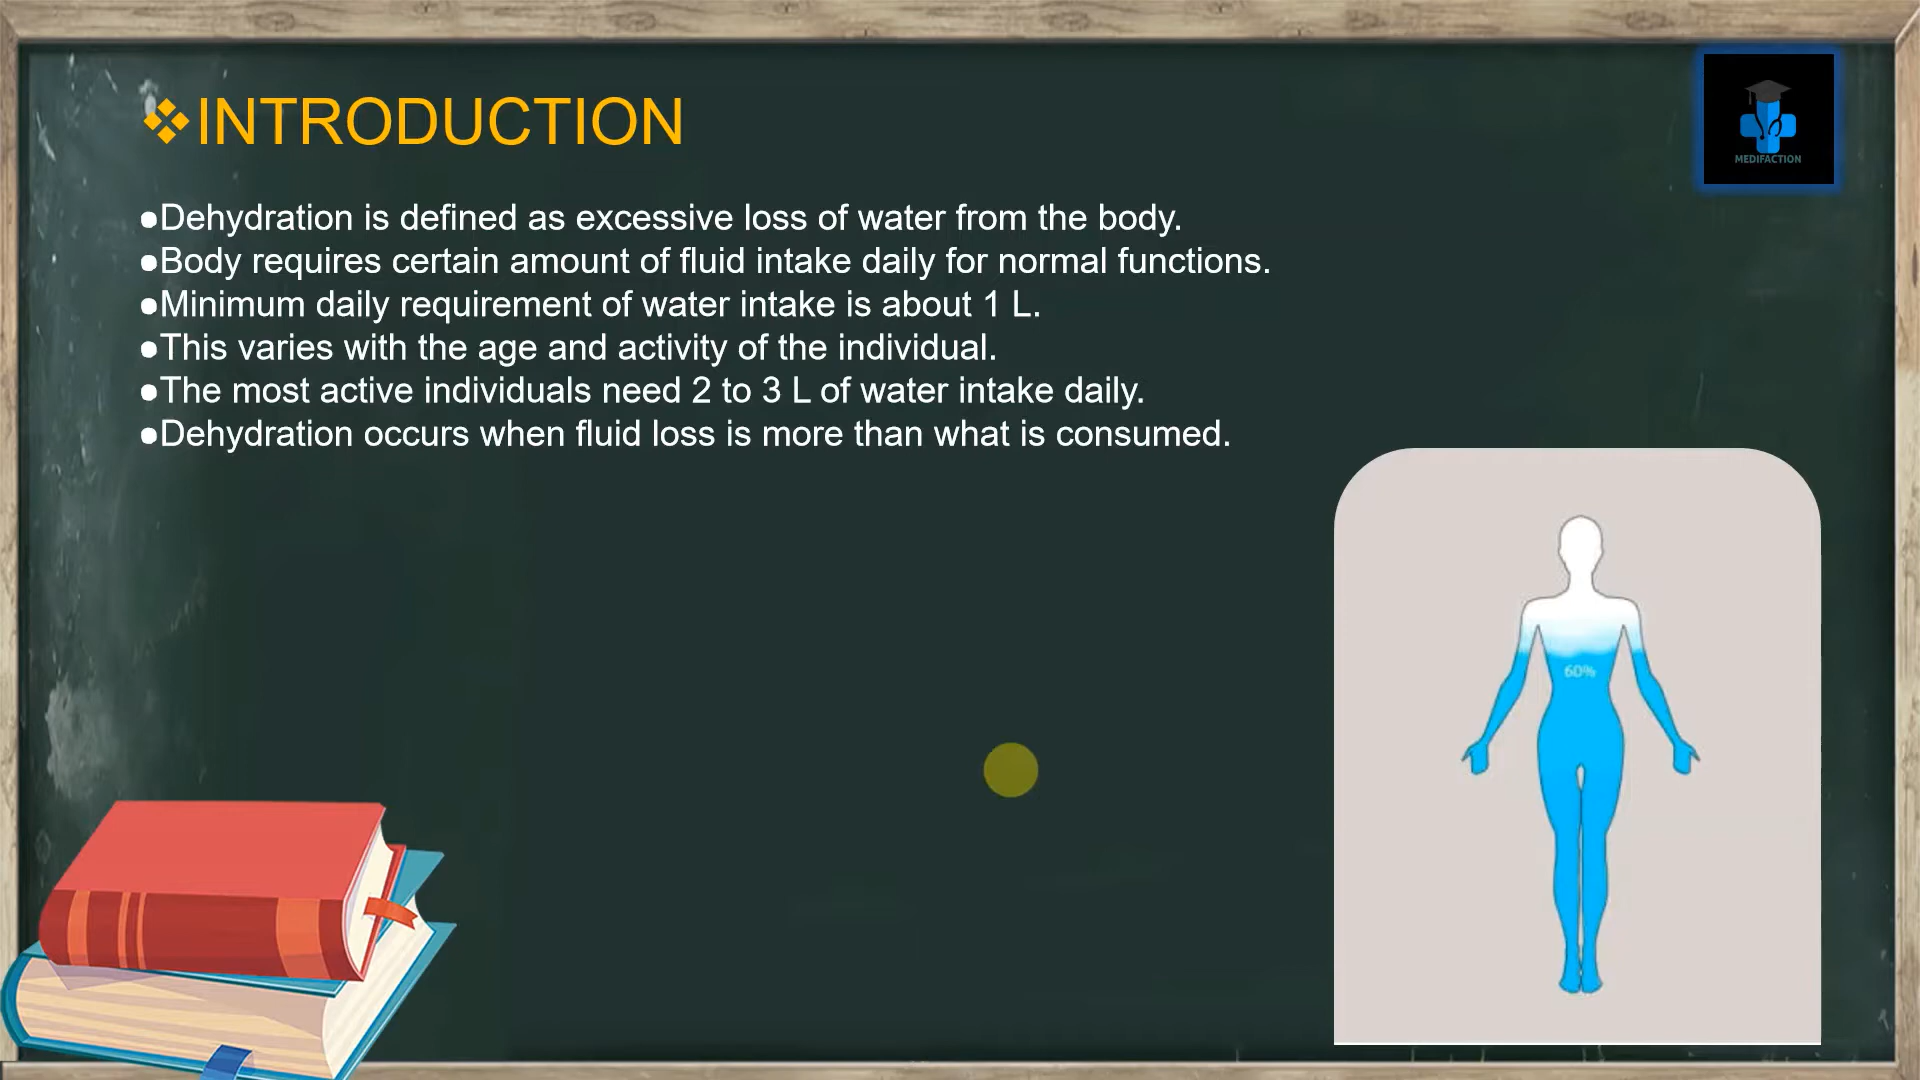 ❖INTRODUCTION
MEDIFACTION
●Dehydration is defined as excessive loss of water from the body.
●Body requires certain amount of fluid intake daily for normal functions.
●Minimum daily requirement of water intake is about 1 L.
●This varies with the age and activity of the individual.
●The most active individuals need 2 to 3 L of water intake daily.
●Dehydration occurs when fluid loss is more than what is consumed.
60%